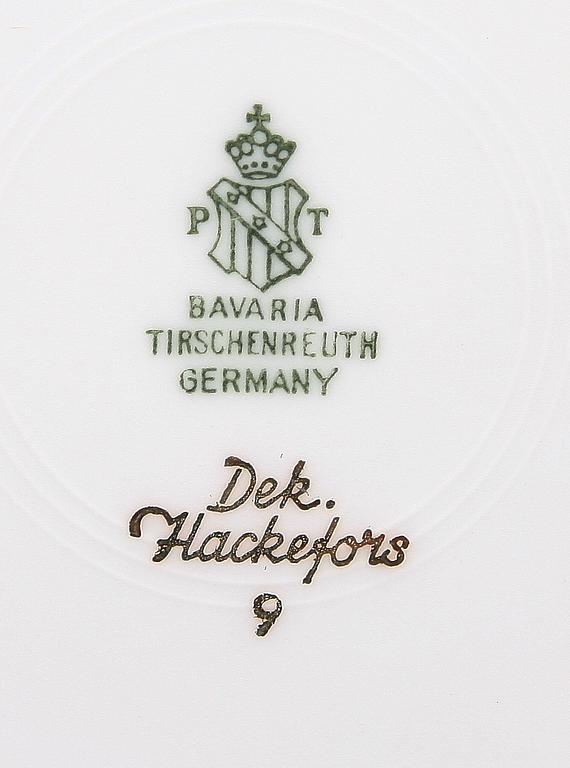 P T
BAVARIA
TIRSCHENREUTH
GERMANY
Dek.
Hackefors
9